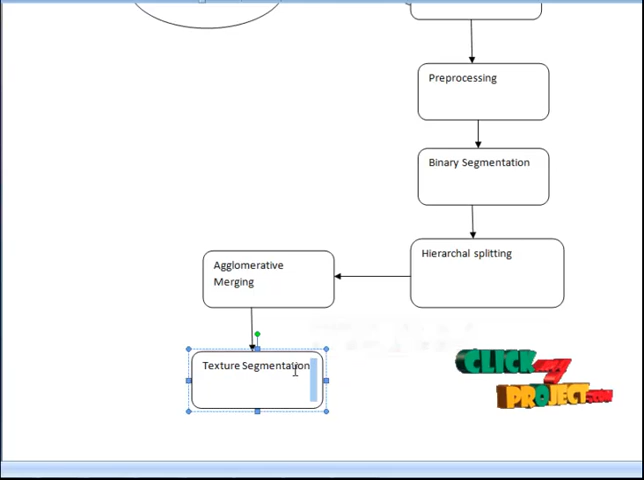 Preprocessing
Binary Segmentation
Hierarchal splitting
Agglomerative
Merging
Texture Segmentation
CLICK
PROJECT